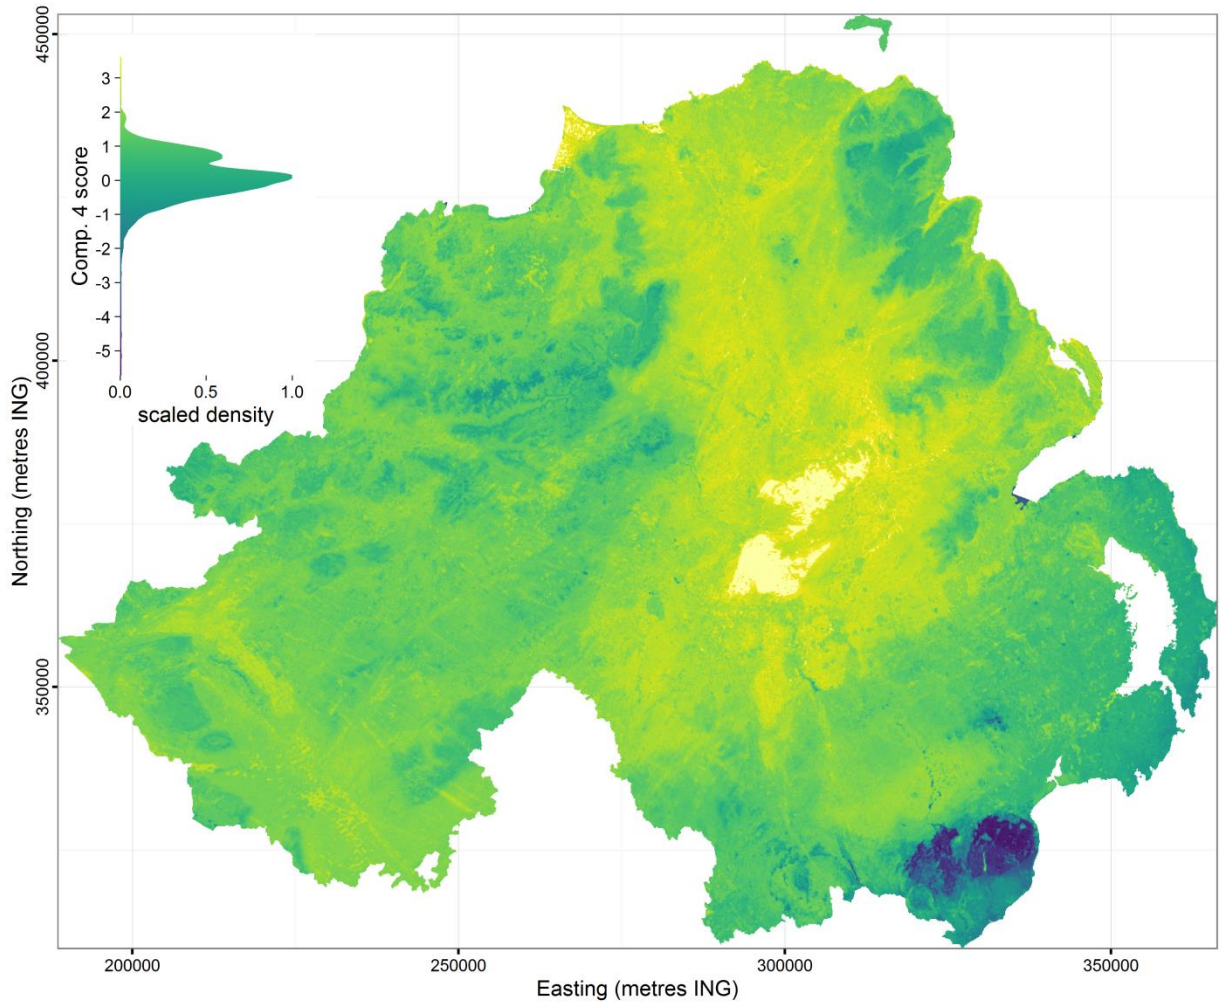 450000
400000
350000
Northing (metres ING)
3
2
1
0
-1
-2
-3
-4
-5
Comp. 4 score
0.0 0.5 1.0
scaled density
200000 250000 300000 350000
Easting (metres ING)